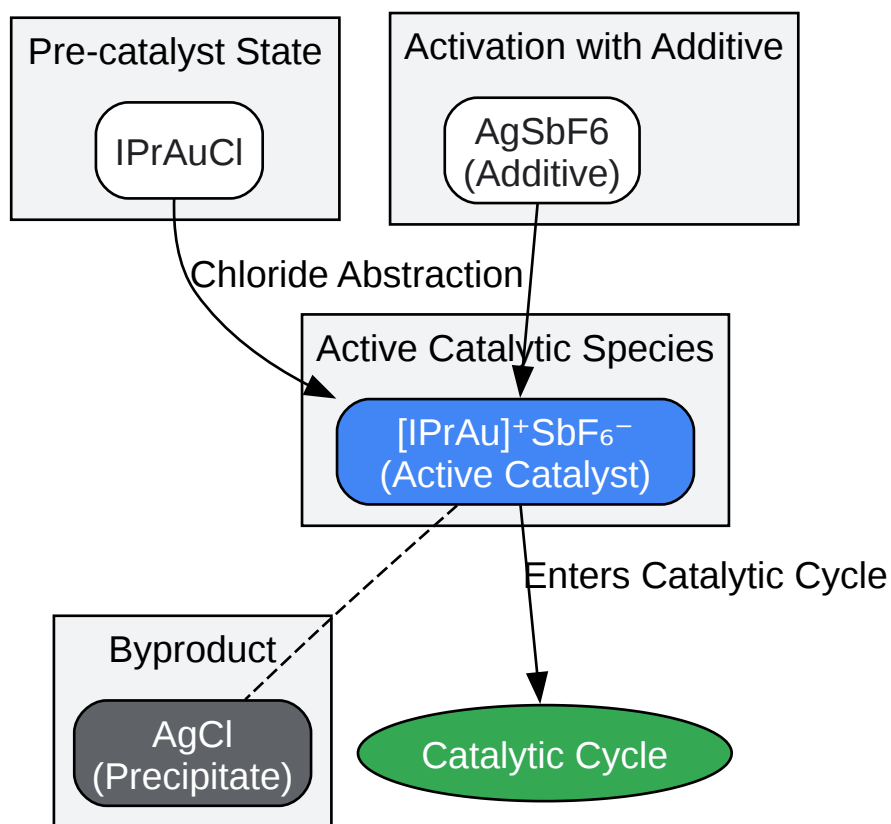 Pre-catalyst State
IPrAuCl
Activation with Additive
AgSbF6
(Additive)
Chloride Abstraction
Active Catalytic Species
[IPrAu]⁺SbF₆⁻
(Active Catalyst)
Enters Catalytic Cycle
Byproduct
AgCl
(Precipitate)
Catalytic Cycle